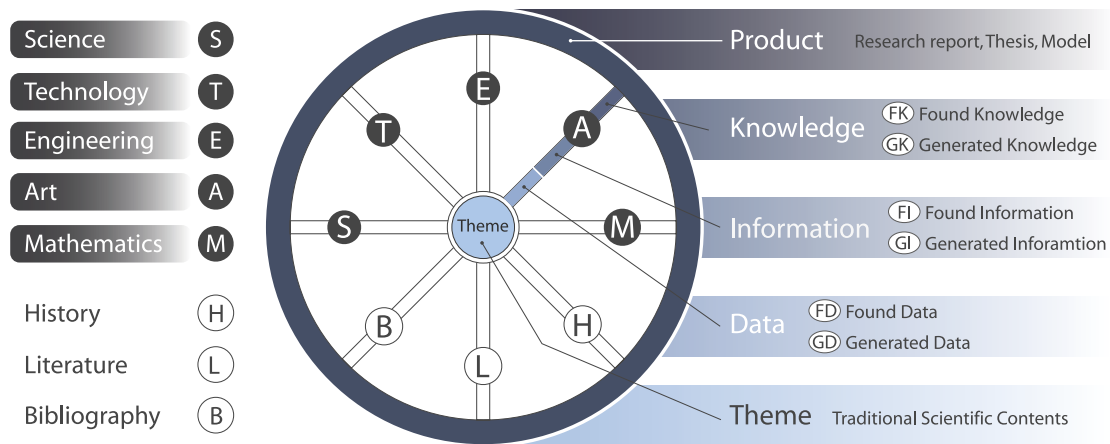 Science S
Technology T
Engineering E
Art A
Mathematics M
History H
Literature L
Bibliography B
E
T
A
S
Theme
M
B
H
L
Product Research report, Thesis, Model
Knowledge
FK Found Knowledge
GK Generated Knowledge
Information
FI Found Information
GI Generated Inforamtion
Data
FD Found Data
GD Generated Data
Theme Traditional Scientific Contents